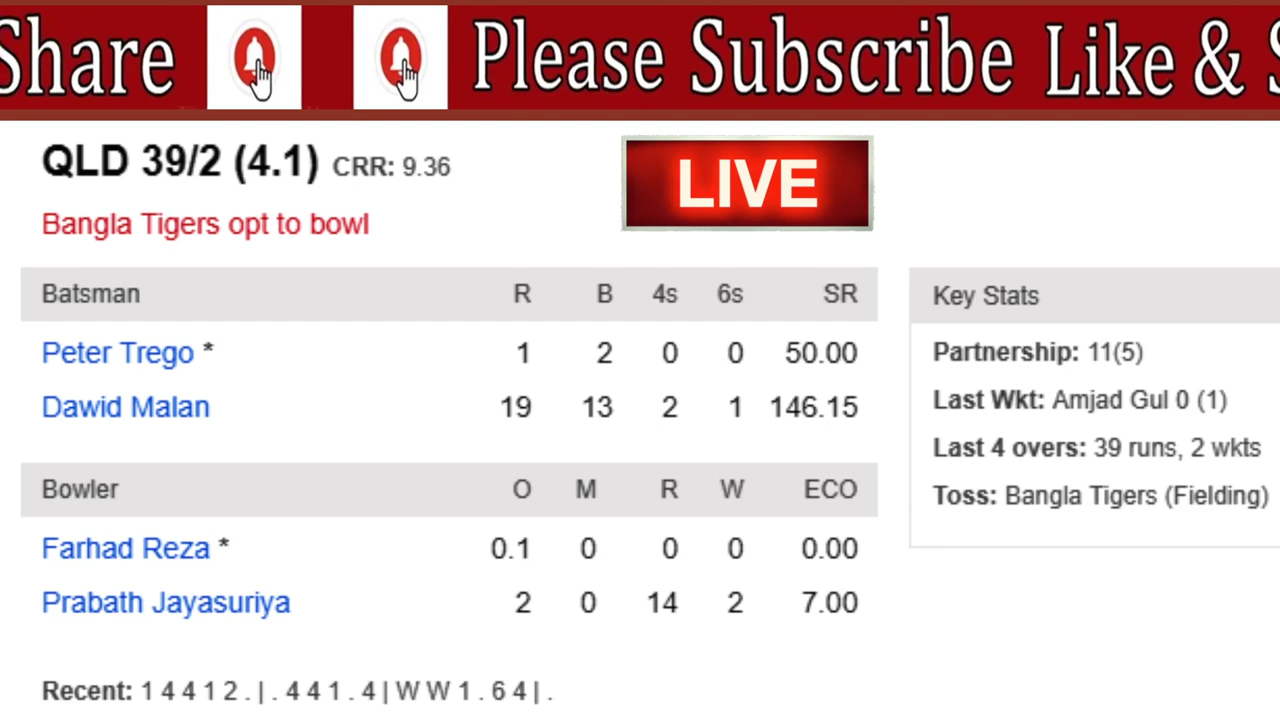 Share Please Subscribe Like &
QLD 39/2 (4.1) CRR: 9.36
LIVE
Bangla Tigers opt to bowl
Batsman R B 4s 6s SR
Peter Trego * 1 2 0 0 50.00
Dawid Malan 19 13 2 1 146.15
Bowler O M R W ECO
Farhad Reza * 0.1 0 0 0 0.00
Prabath Jayasuriya 2 0 14 2 7.00
Recent: 1 4 4 1 2 . | . 4 4 1 . 4 | W W 1 . 6 4 | .
Key Stats
Partnership: 11(5)
Last Wkt: Amjad Gul 0 (1)
Last 4 overs: 39 runs, 2 wkts
Toss: Bangla Tigers (Fielding)